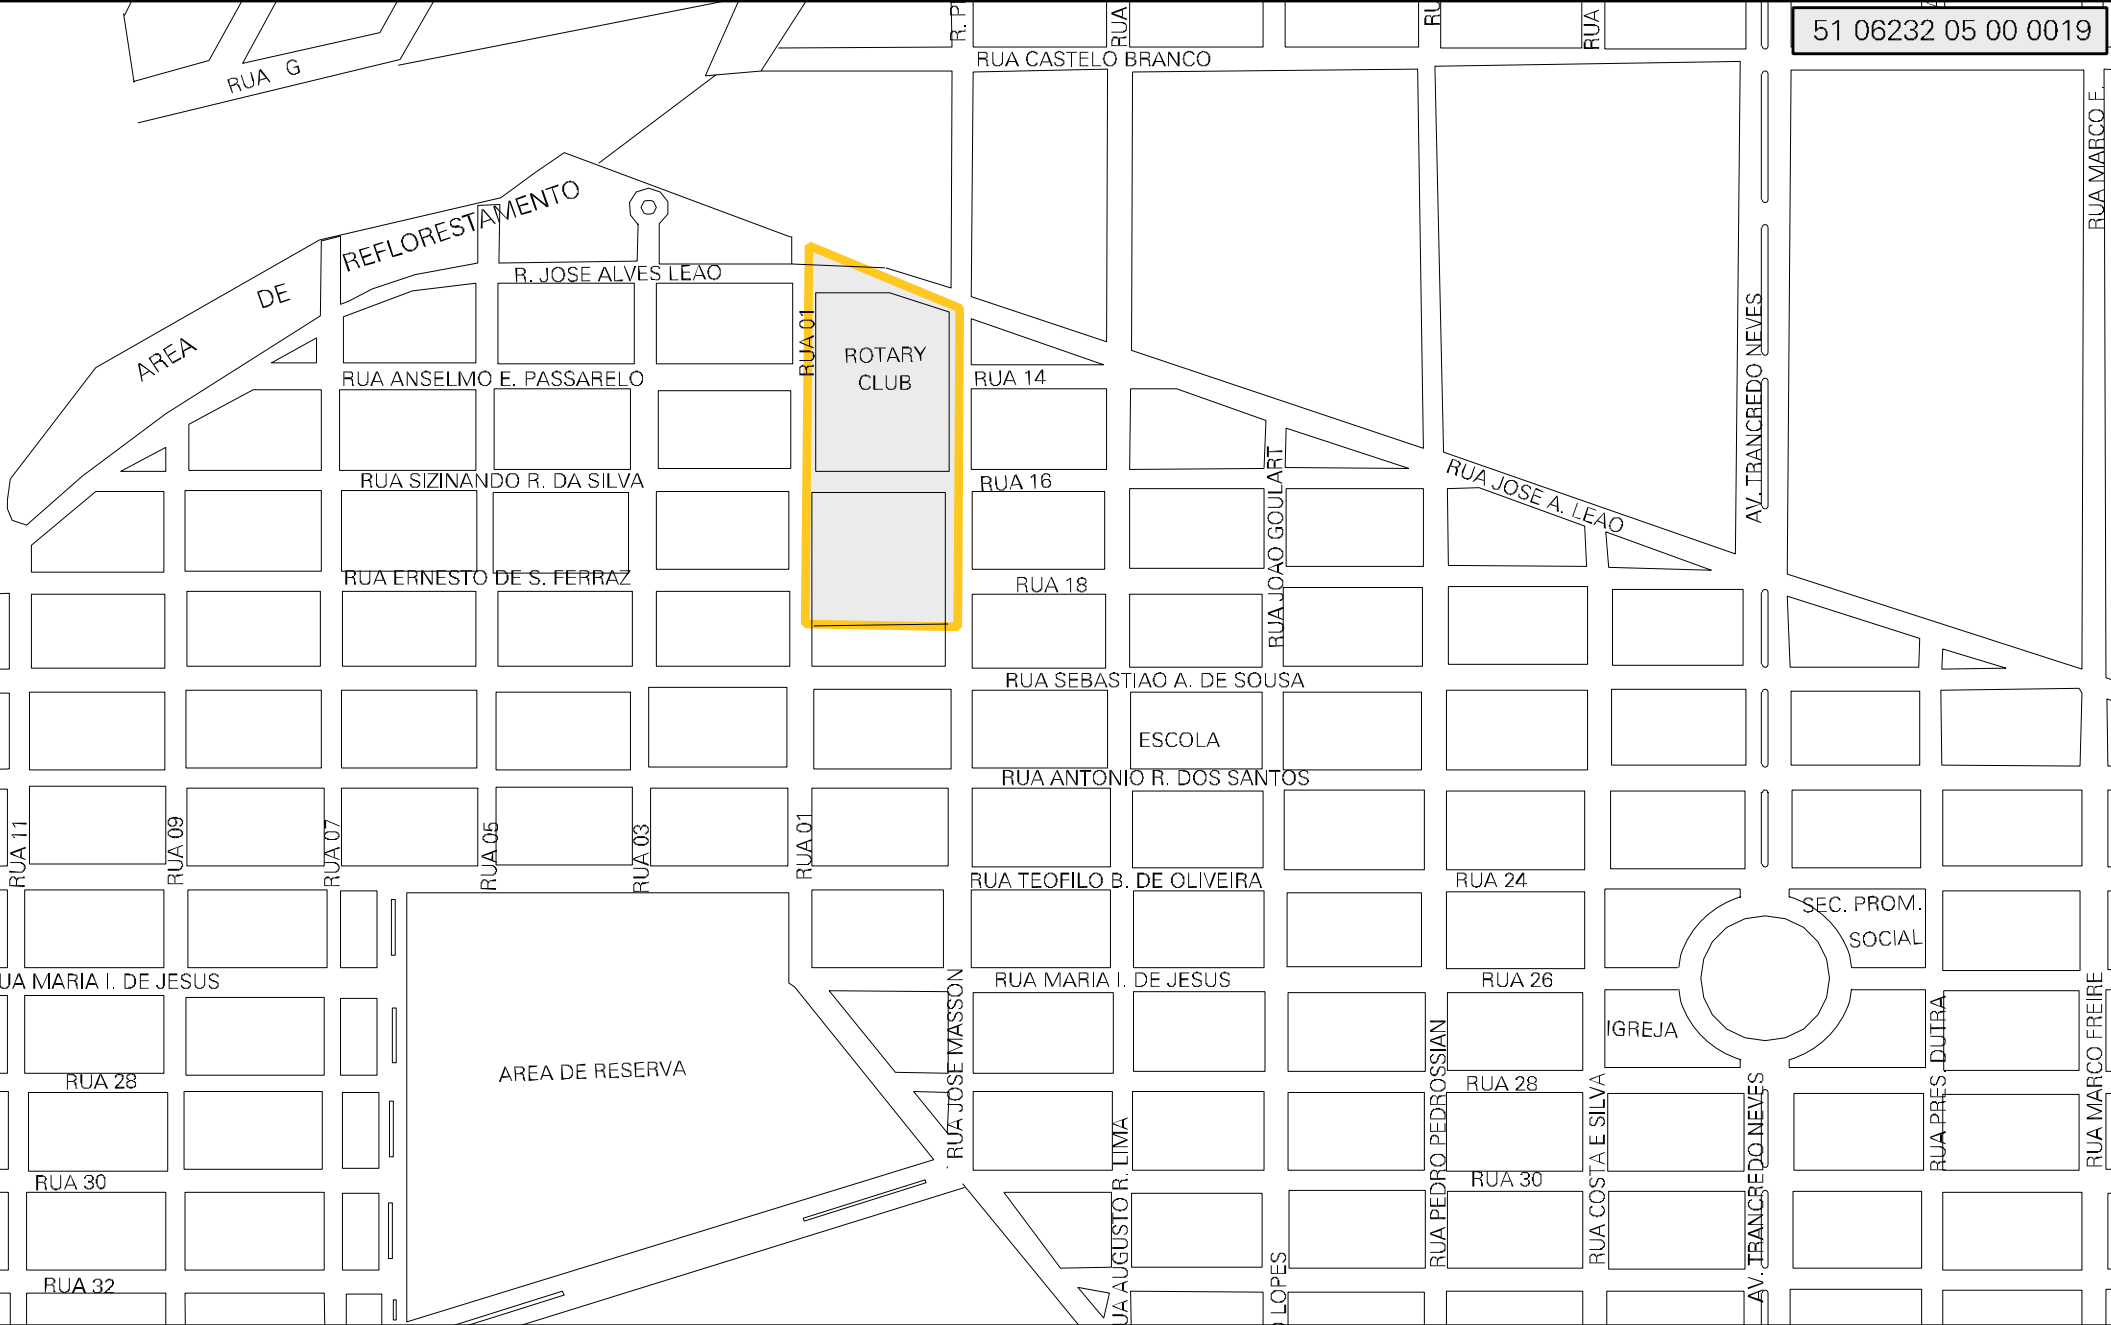 51 06232 05 00 0019
RUA
RUA
RUA CASTELO BRANCO
RUA G
RUA MARCO F.
AREA DE REFLORESTAMENTO
R. JOSE ALVES LEAO
RUA 01
ROTARY
CLUB
RUA ANSELMO E. PASSARELO
RUA 14
AV. TRANCREDO NEVES
RUA SIZINANDO R. DA SILVA
RUA 16
RUA JOSE A. LEAO
RUA JOAO GOULART
RUA ERNESTO DE S. FERRAZ
RUA 18
RUA SEBASTIAO A. DE SOUSA
ESCOLA
RUA ANTONIO R. DOS SANTOS
RUA 11
RUA 09
RUA 07
RUA 05
RUA 03
RUA 01
RUA TEOFILO B. DE OLIVEIRA
RUA 24
SEC. PROM.
SOCIAL
UA MARIA I. DE JESUS
RUA MARIA I. DE JESUS
RUA 26
IGREJA
RUA JOSE MASSON
AREA DE RESERVA
RUA 28
RUA 28
RUA PEDRO PEDROSSIAN
RUA COSTA E SILVA
AV. TRANCREDO NEVES
RUA PRES DUTRA
RUA MARCO FREIRE
RUA 30
RUA 30
UA AUGUSTO R. LIMA
LOPES
RUA 32